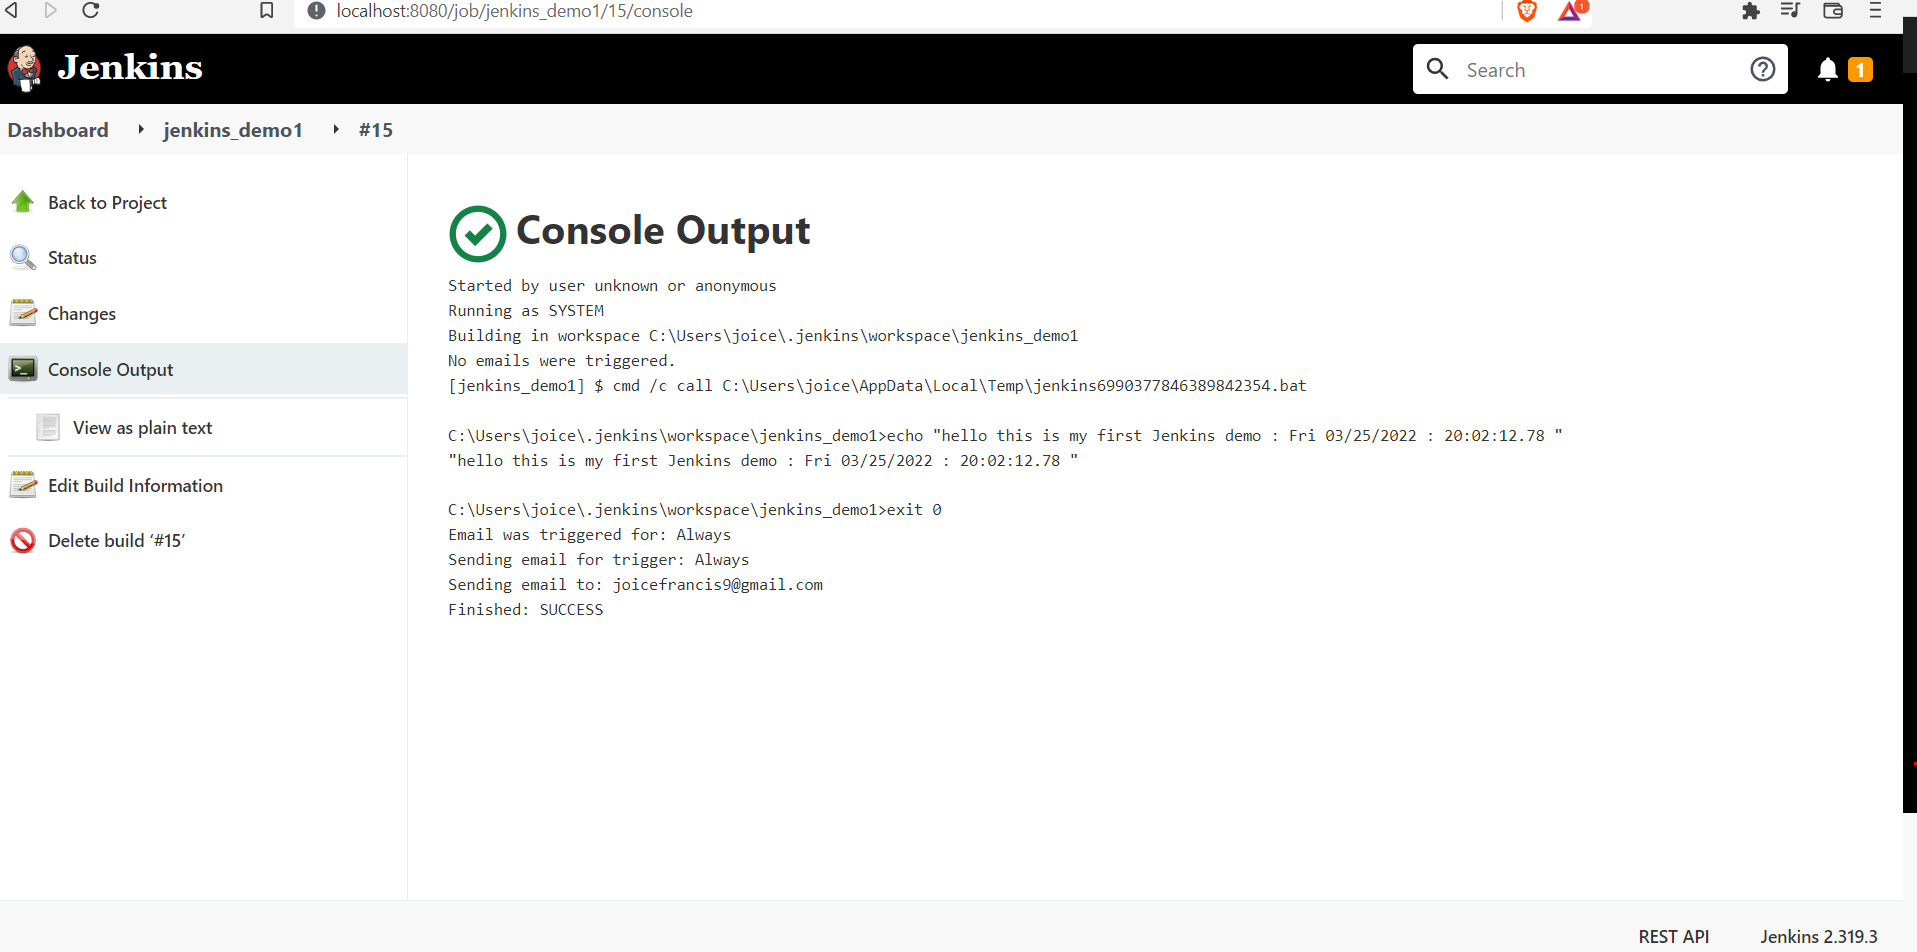 localhost:8080/job/jenkins_demo1/15/console
1
Jenkins
Search
1
Dashboard
jenkins_demo1
#15
Back to Project
Status
Changes
Console Output
View as plain text
Edit Build Information
Delete build ‘#15’
Console Output
Started by user unknown or anonymous
Running as SYSTEM
Building in workspace C:\Users\joice\.jenkins\workspace\jenkins_demo1
No emails were triggered.
[jenkins_demo1] $ cmd /c call C:\Users\joice\AppData\Local\Temp\jenkins6990377846389842354.bat
C:\Users\joice\.jenkins\workspace\jenkins_demo1>echo "hello this is my first Jenkins demo : Fri 03/25/2022 : 20:02:12.78 "
"hello this is my first Jenkins demo : Fri 03/25/2022 : 20:02:12.78 "
C:\Users\joice\.jenkins\workspace\jenkins_demo1>exit 0
Email was triggered for: Always
Sending email for trigger: Always
Sending email to: joicefrancis9@gmail.com
Finished: SUCCESS
REST API
Jenkins 2.319.3